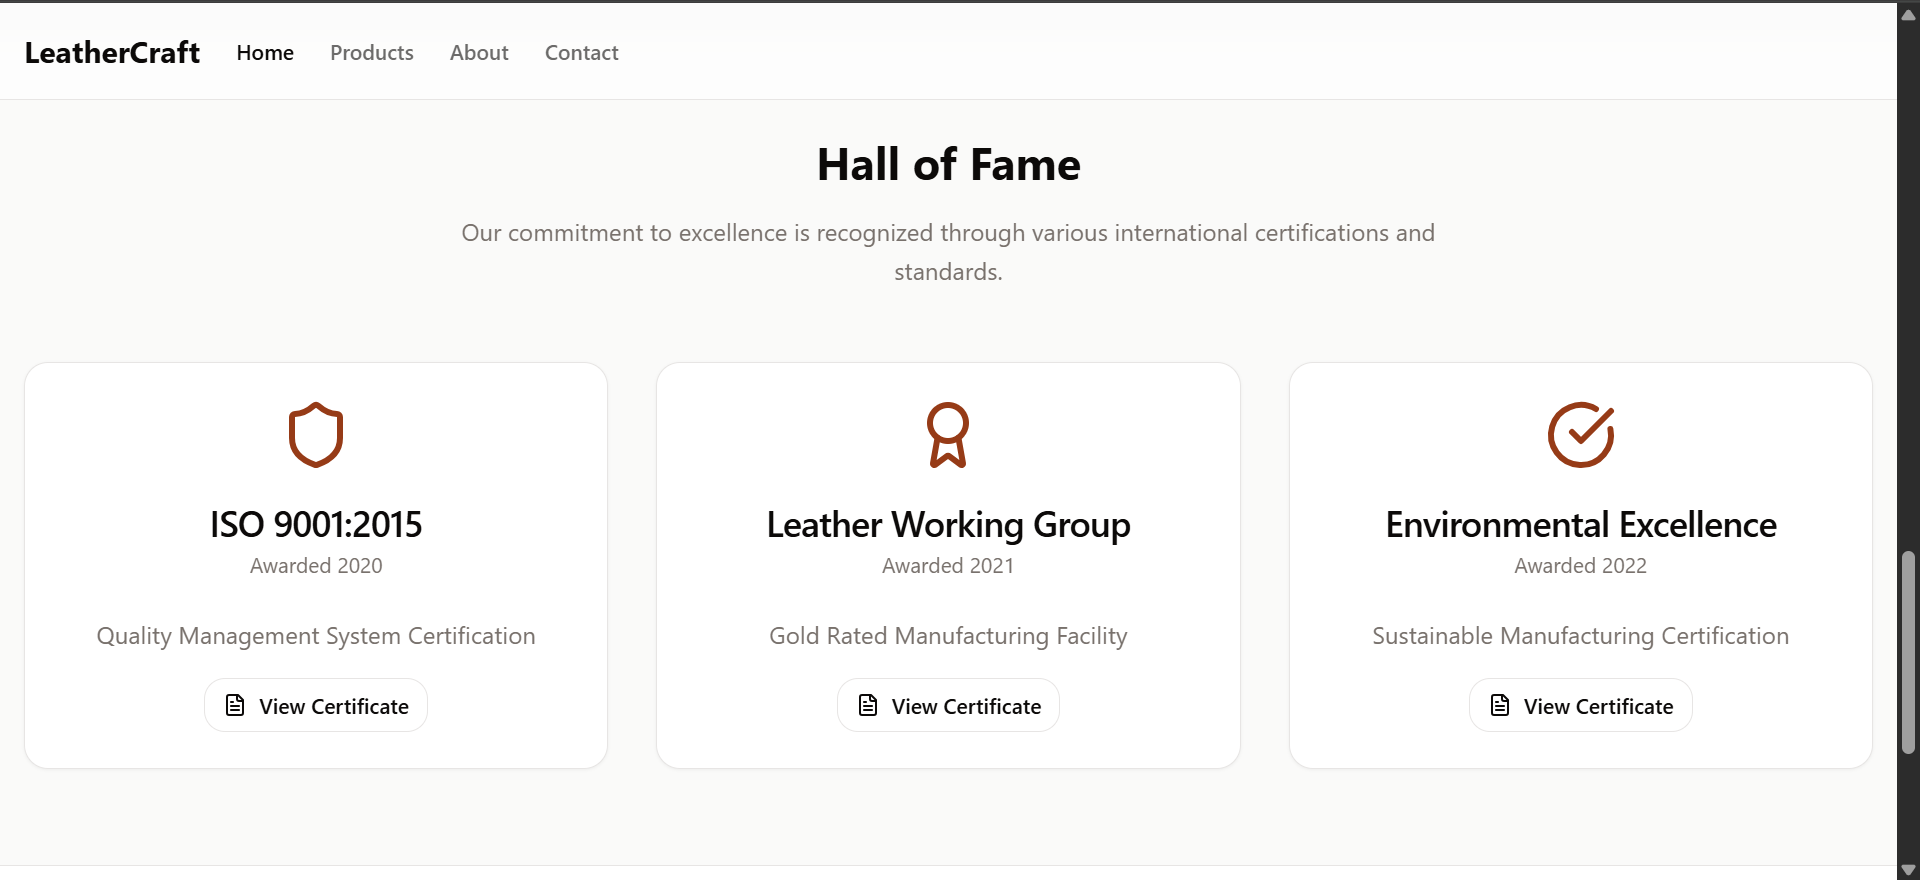 LeatherCraft Home Products About Contact
Hall of Fame
Our commitment to excellence is recognized through various international certifications and
standards.
ISO 9001:2015
Awarded 2020
Quality Management System Certification
View Certificate
Leather Working Group
Awarded 2021
Gold Rated Manufacturing Facility
View Certificate
Environmental Excellence
Awarded 2022
Sustainable Manufacturing Certification
View Certificate